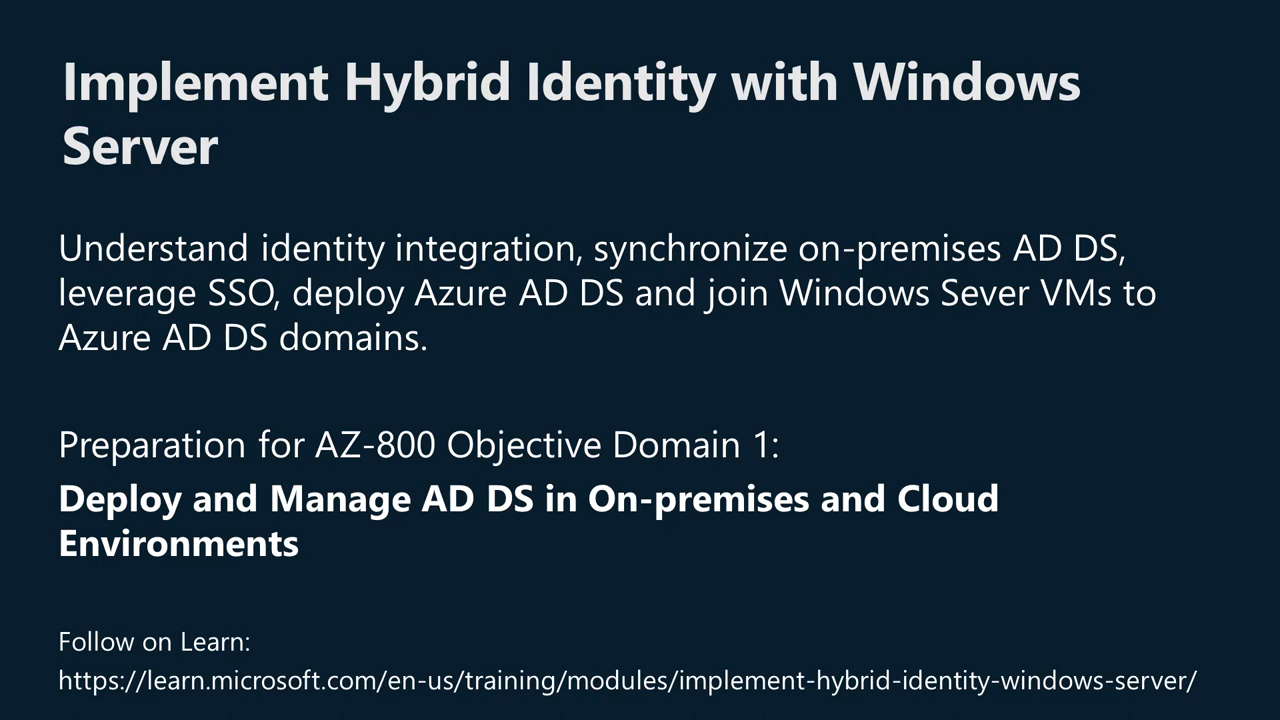 Implement Hybrid Identity with Windows
Server
Understand identity integration, synchronize on-premises AD DS,
leverage SSO, deploy Azure AD DS and join Windows Sever VMs to
Azure AD DS domains.
Preparation for AZ-800 Objective Domain 1:
Deploy and Manage AD DS in On-premises and Cloud
Environments
Follow on Learn:
https://learn.microsoft.com/en-us/training/modules/implement-hybrid-identity-windows-server/